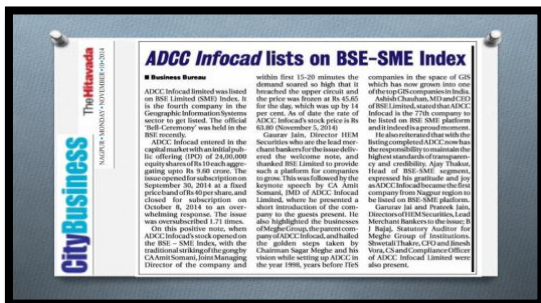 CityBusiness
TheHitavada
NAGPUR • MONDAY • NOVEMBER • 10 • 2014
ADCC Infocad lists on BSE-SME Index
■ Business Bureau
ADCC Infocad limited was listed
on BSE Limited (SME) Index. It
is the fourth company in the
Geographic Information Systems
sector to get listed. The official
'Bell-Ceremony' was held in the
BSE recently.
ADCC Infocad entered in the
capital market with an initial pub-
lic offering (IPO) of 24,00,000
equity shares of Rs 10 each aggre-
gating upto Rs 9.60 crore. The
issue opened for subscription on
September 30, 2014 at a fixed
price band of Rs 40 per share, and
closed for subscription on
October 8, 2014 to an over-
whelming response. The issue
was oversubscribed 1.71 times.
On this positive note, when
ADCC Infocad's stock opened on
the BSE – SME Index, with the
traditional striking of the gong by
CA Amit Somani, Joint Managing
Director of the company and
within first 15-20 minutes the
demand soared so high that it
breached the upper circuit and
the price was frozen at Rs 45.65
for the day, which was up by 14
per cent. As of date the rate of
ADCC Infocad's stock price is Rs
63.80 (November 5, 2014)
Gaurav Jain, Director HEM
Securities who are the lead mer-
chant bankers for the issue deliv-
ered the welcome note, and
thanked BSE Limited to provide
such a platform for companies
to grow. This was followed by the
keynote speech by CA Amit
Somani, JMD of ADCC Infocad
Limited, where he presented a
short introduction of the com-
pany to the guests present. He
also highlighted the businesses
of Meghe Group, the parent com-
pany of ADCC Infocad, and hailed
the golden steps taken by
Chairman Sagar Meghe and his
vision while setting up ADCC in
the year 1998, years before ITeS
companies in the space of GIS
which has now grown into one
of the top GIS companies in India.
Ashish Chauhan, MD and CEO
of BSE Limited, stated that ADCC
Infocad is the 77th company to
be listed on BSE SME platform
and it indeed is a proud moment.
He also reiterated that with the
listing completed ADCC now has
the responsibility to maintain the
highest standards of transparen-
cy and credibility. Ajay Thakur,
Head of BSE-SME segment,
expressed his gratitude and joy
as ADCC Infocad became the first
company from Nagpur region to
be listed on BSE-SME platform.
Gaurav Jai and Prateek Jain,
Directors of HEM Securities, Lead
Merchant Bankers to the issue; B
J Bajaj, Statutory Auditor for
Meghe Group of Institutions,
Shwetali Thakre, CFO and Jinesh
Vora, CS and Compliance Officer
of ADCC Infocad Limited were
also present.